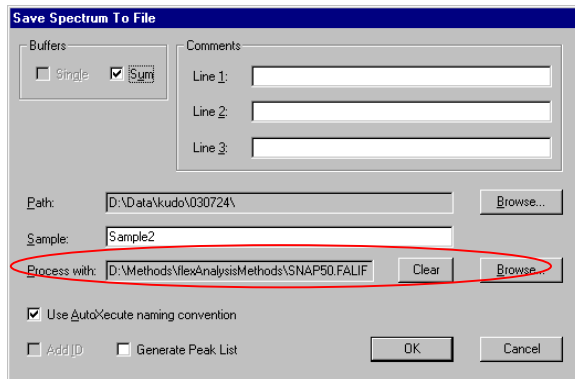 Save Spectrum To File
Buffers
Single Sum
Comments
Line 1:
Line 2:
Line 3:
Path: D:\Data\kudo\030724\ Browse...
Sample: Sample2
Process with: D:\Methods\flexAnalysisMethods\SNAP50.FALIF Clear Browse...
Use AutoXecute naming convention
Add ID Generate Peak List OK Cancel